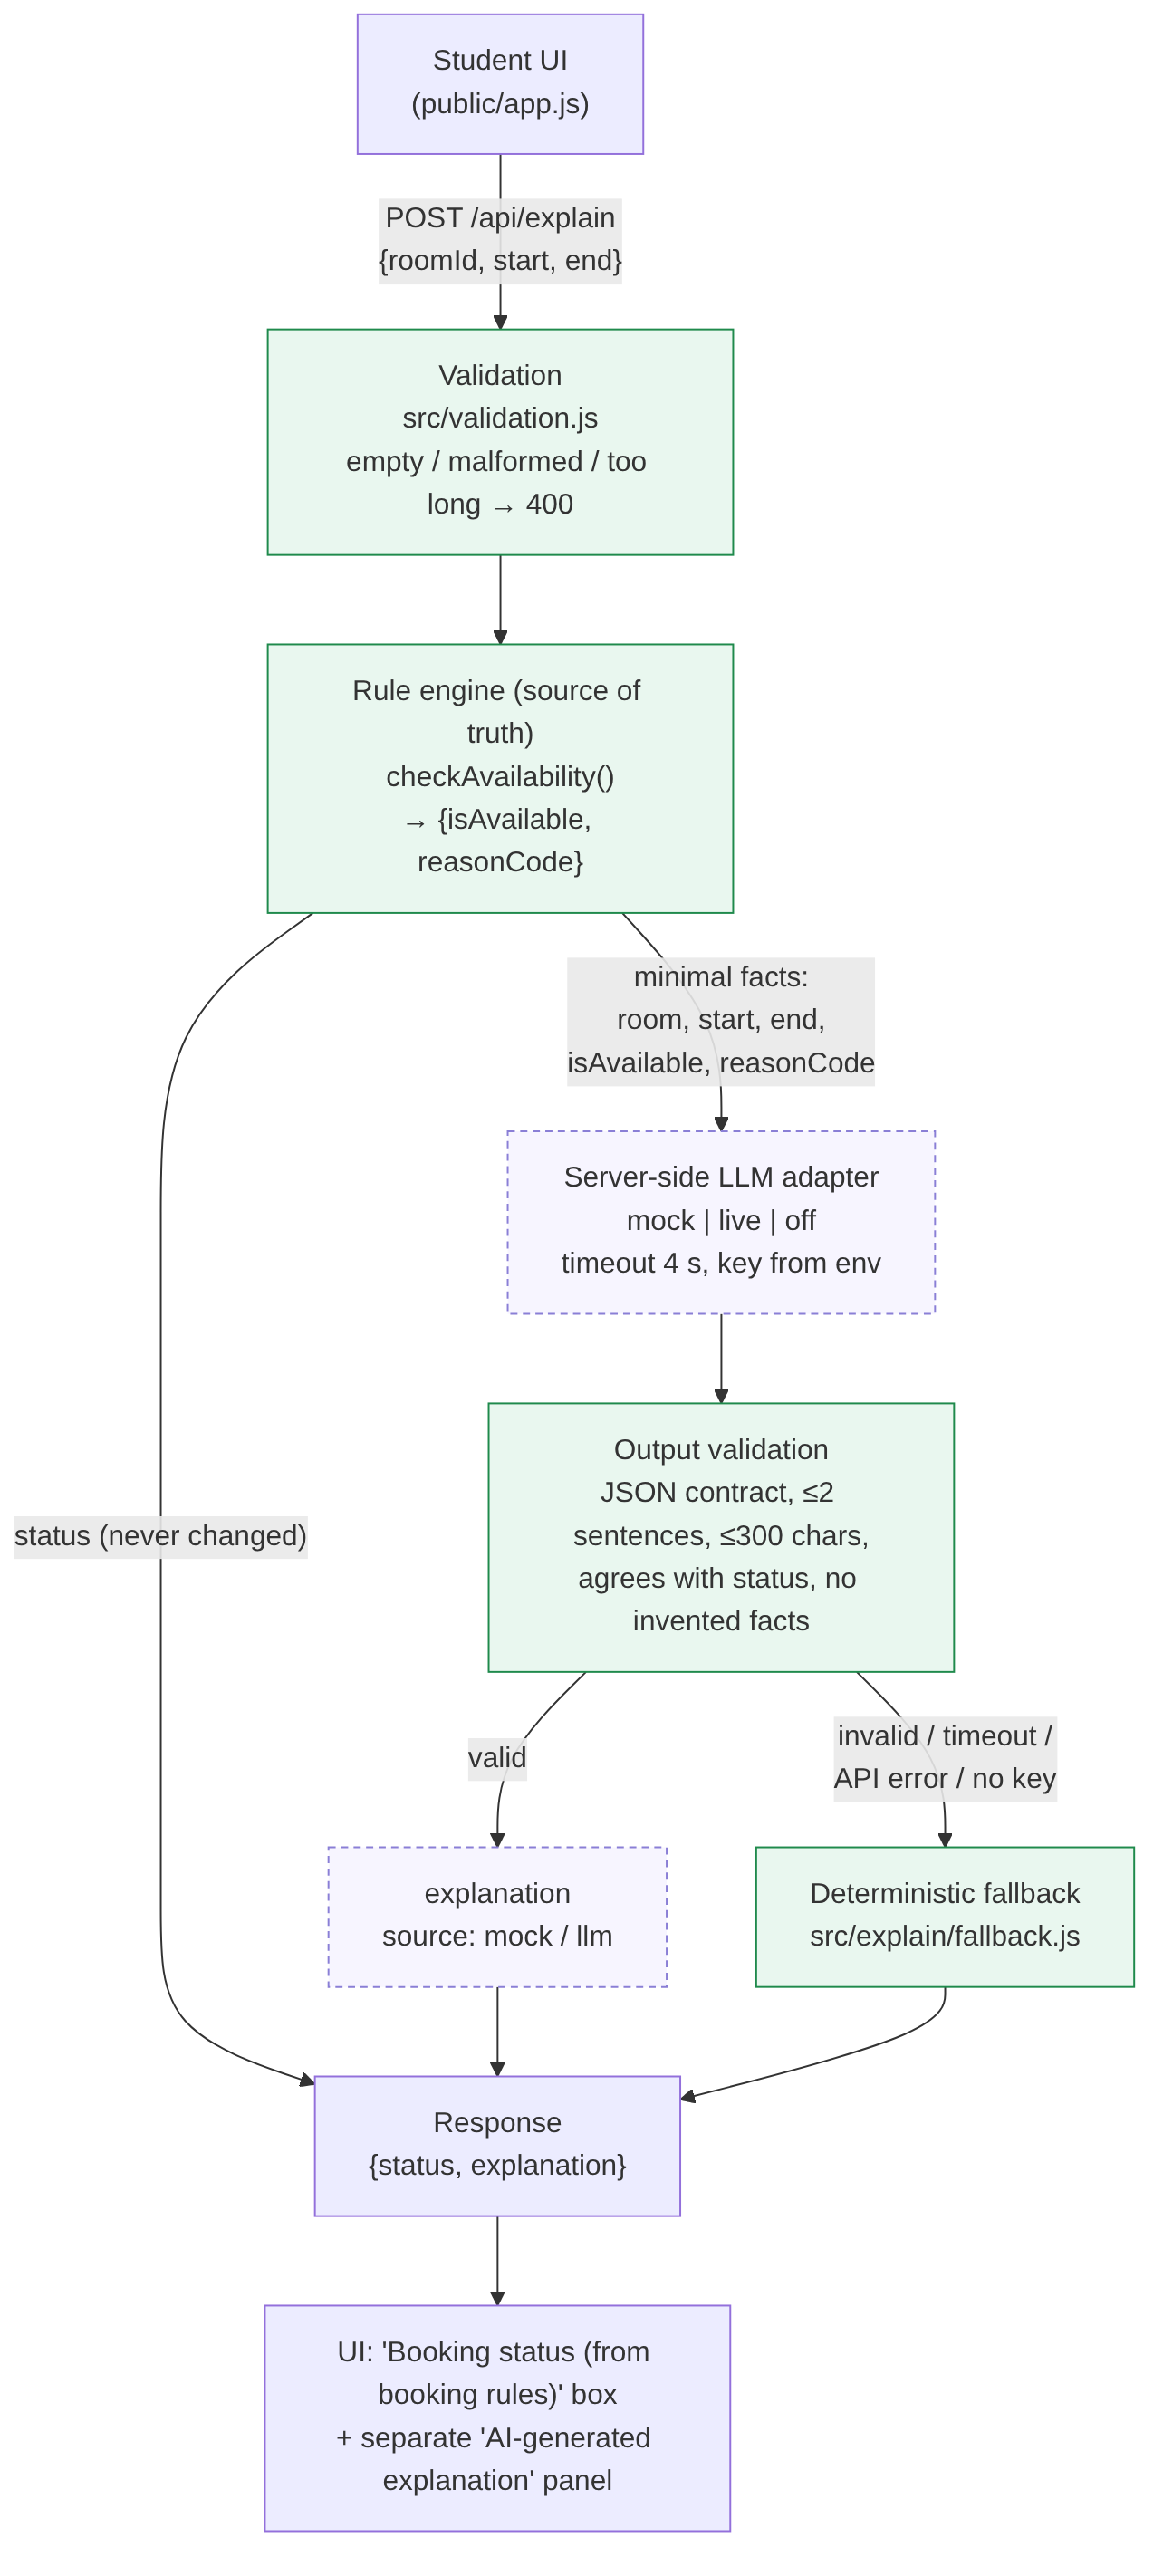 Student UI
(public/app.js)
POST /api/explain
{roomId, start, end}
Validation
src/validation.js
empty / malformed / too
long → 400
Rule engine (source of
truth)
checkAvailability()
→ {isAvailable,
reasonCode}
minimal facts:
room, start, end,
isAvailable, reasonCode
Server-side LLM adapter
mock | live | off
timeout 4 s, key from env
Output validation
JSON contract, ≤2
sentences, ≤300 chars,
agrees with status, no
invented facts
status (never changed)
valid
invalid / timeout /
API error / no key
explanation
source: mock / llm
Deterministic fallback
src/explain/fallback.js
Response
{status, explanation}
UI: 'Booking status (from
booking rules)' box
+ separate 'AI-generated
explanation' panel